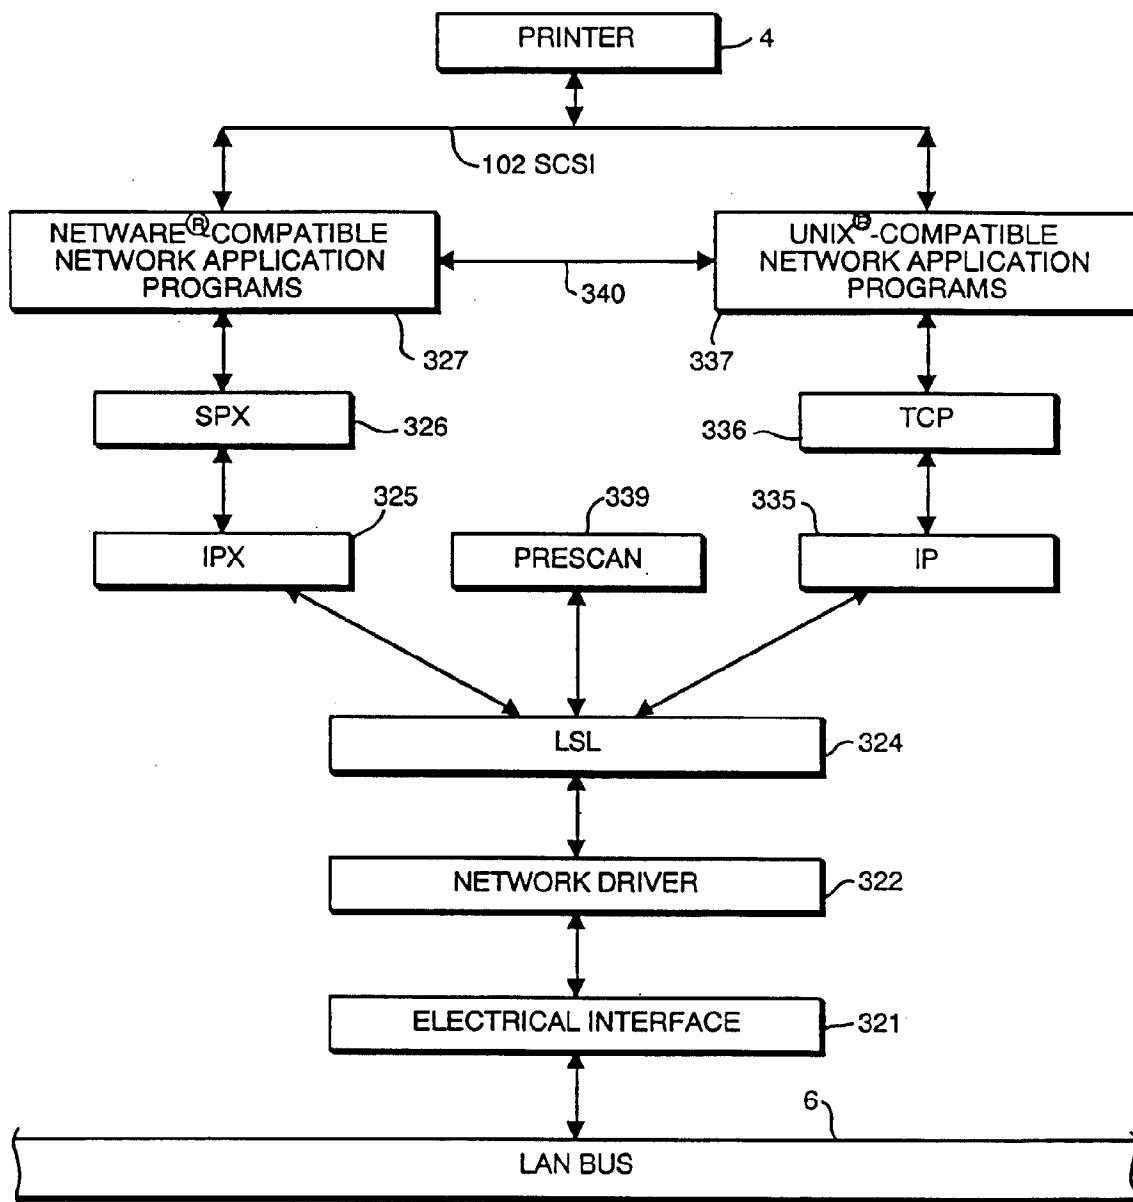 PRINTER
4
102 SCSI
NETWARE®-COMPATIBLE
NETWORK APPLICATION
PROGRAMS
UNIX®-COMPATIBLE
NETWORK APPLICATION
PROGRAMS
340
327
337
SPX
326
336
TCP
325
339
335
IPX
PRESCAN
IP
LSL
324
NETWORK DRIVER
322
ELECTRICAL INTERFACE
321
6
LAN BUS